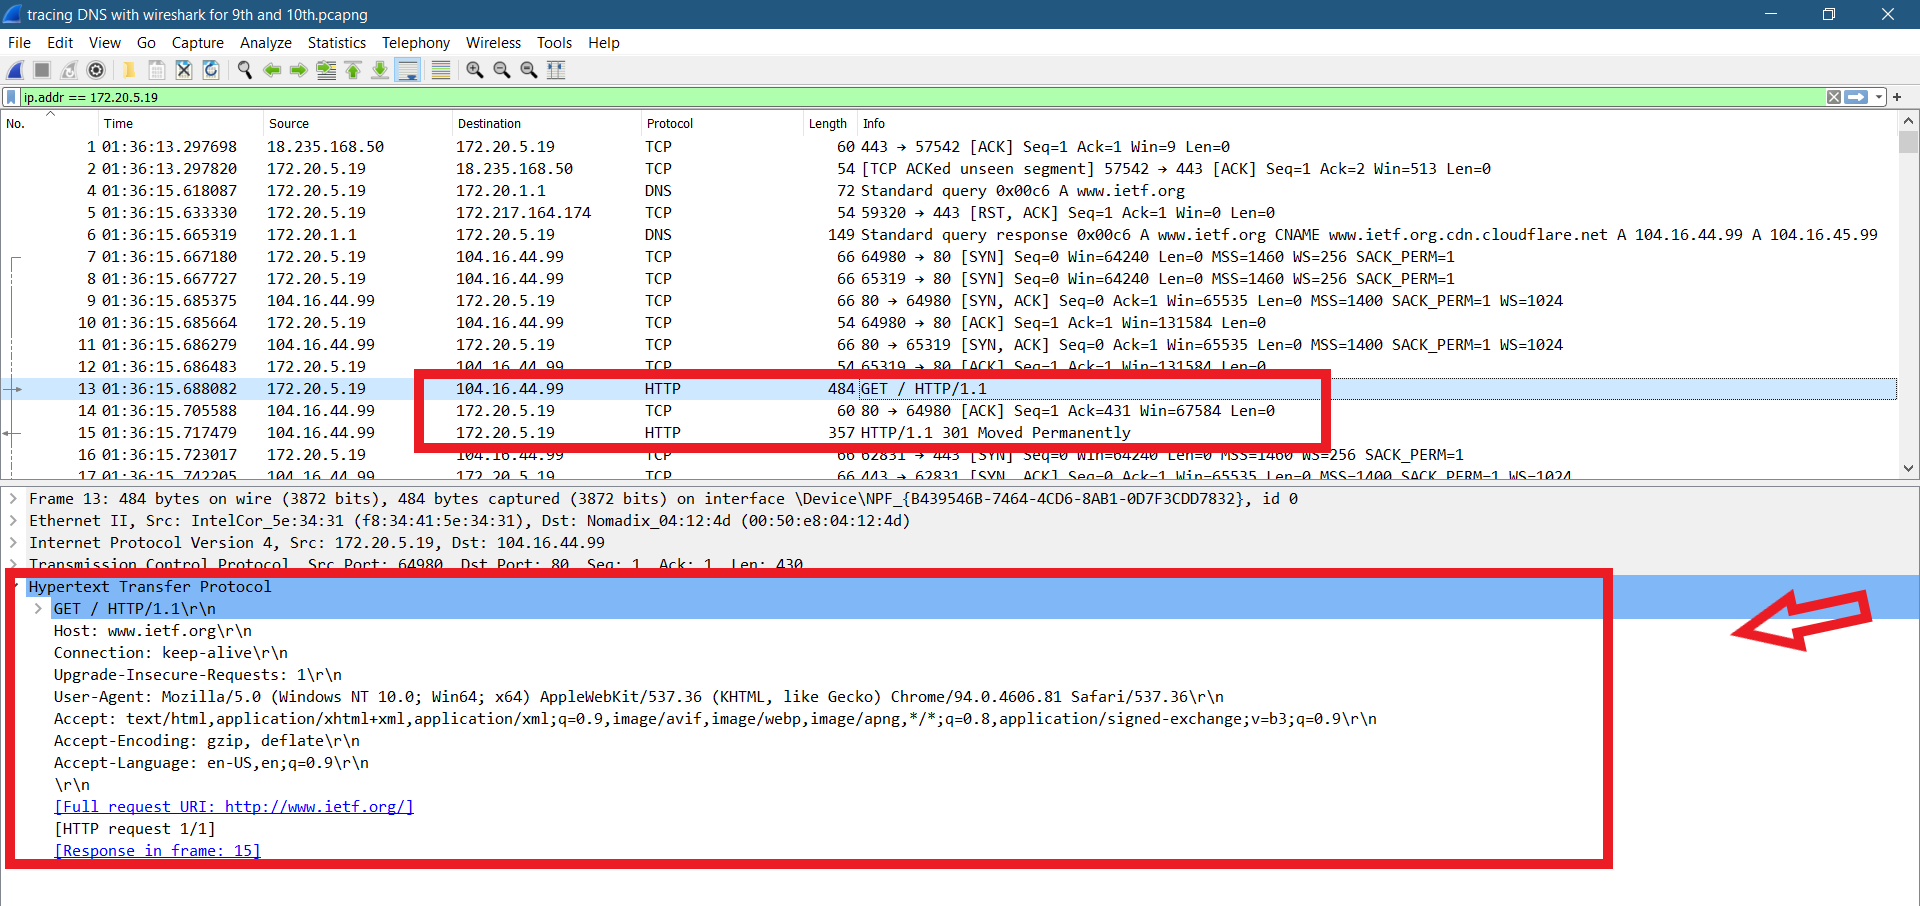 tracing DNS with wireshark for 9th and 10th.pcapng
File Edit View Go Capture Analyze Statistics Telephony Wireless Tools Help
ip.addr == 172.20.5.19
No. Time Source Destination Protocol Length Info
1 01:36:13.297698 18.235.168.50 172.20.5.19 TCP 60 443 → 57542 [ACK] Seq=1 Ack=1 Win=9 Len=0
2 01:36:13.297820 172.20.5.19 18.235.168.50 TCP 54 [TCP ACKed unseen segment] 57542 → 443 [ACK] Seq=1 Ack=2 Win=513 Len=0
4 01:36:15.618087 172.20.5.19 172.20.1.1 DNS 72 Standard query 0x00c6 A www.ietf.org
5 01:36:15.633330 172.20.5.19 172.217.164.174 TCP 54 59320 → 443 [RST, ACK] Seq=1 Ack=1 Win=0 Len=0
6 01:36:15.665319 172.20.1.1 172.20.5.19 DNS 149 Standard query response 0x00c6 A www.ietf.org CNAME www.ietf.org.cdn.cloudflare.net A 104.16.44.99 A 104.16.45.99
7 01:36:15.667180 172.20.5.19 104.16.44.99 TCP 66 64980 → 80 [SYN] Seq=0 Win=64240 Len=0 MSS=1460 WS=256 SACK_PERM=1
8 01:36:15.667727 172.20.5.19 104.16.44.99 TCP 66 65319 → 80 [SYN] Seq=0 Win=64240 Len=0 MSS=1460 WS=256 SACK_PERM=1
9 01:36:15.685375 104.16.44.99 172.20.5.19 TCP 66 80 → 64980 [SYN, ACK] Seq=0 Ack=1 Win=65535 Len=0 MSS=1400 SACK_PERM=1 WS=1024
10 01:36:15.685664 172.20.5.19 104.16.44.99 TCP 54 64980 → 80 [ACK] Seq=1 Ack=1 Win=131584 Len=0
11 01:36:15.686279 104.16.44.99 172.20.5.19 TCP 66 80 → 65319 [SYN, ACK] Seq=0 Ack=1 Win=65535 Len=0 MSS=1400 SACK_PERM=1 WS=1024
12 01:36:15.686483 172.20.5.19 104.16.44.99 TCP 54 65319 → 80 [ACK] Seq=1 Ack=1 Win=131584 Len=0
13 01:36:15.688082 172.20.5.19 104.16.44.99 HTTP 484 GET / HTTP/1.1
14 01:36:15.705588 104.16.44.99 172.20.5.19 TCP 60 80 → 64980 [ACK] Seq=1 Ack=431 Win=67584 Len=0
15 01:36:15.717479 104.16.44.99 172.20.5.19 HTTP 357 HTTP/1.1 301 Moved Permanently
16 01:36:15.723017 172.20.5.19 104.16.44.99 TCP 66 62831 → 443 [SYN] Seq=0 Win=64240 Len=0 MSS=1460 WS=256 SACK_PERM=1
17 01:36:15.742205 104.16.44.99 172.20.5.19 TCP 66 443 → 62831 [SYN, ACK] Seq=0 Ack=1 Win=65535 Len=0 MSS=1400 SACK_PERM=1 WS=1024
Frame 13: 484 bytes on wire (3872 bits), 484 bytes captured (3872 bits) on interface \Device\NPF_{B439546B-7464-4CD6-8AB1-0D7F3CDD7832}, id 0
Ethernet II, Src: IntelCor_5e:34:31 (f8:34:41:5e:34:31), Dst: Nomadix_04:12:4d (00:50:e8:04:12:4d)
Internet Protocol Version 4, Src: 172.20.5.19, Dst: 104.16.44.99
Transmission Control Protocol, Src Port: 64980, Dst Port: 80, Seq: 1, Ack: 1, Len: 430
Hypertext Transfer Protocol
GET / HTTP/1.1\r\n
Host: www.ietf.org\r\n
Connection: keep-alive\r\n
Upgrade-Insecure-Requests: 1\r\n
User-Agent: Mozilla/5.0 (Windows NT 10.0; Win64; x64) AppleWebKit/537.36 (KHTML, like Gecko) Chrome/94.0.4606.81 Safari/537.36\r\n
Accept: text/html,application/xhtml+xml,application/xml;q=0.9,image/avif,image/webp,image/apng,*/*;q=0.8,application/signed-exchange;v=b3;q=0.9\r\n
Accept-Encoding: gzip, deflate\r\n
Accept-Language: en-US,en;q=0.9\r\n
\r\n
[Full request URI: http://www.ietf.org/]
[HTTP request 1/1]
[Response in frame: 15]